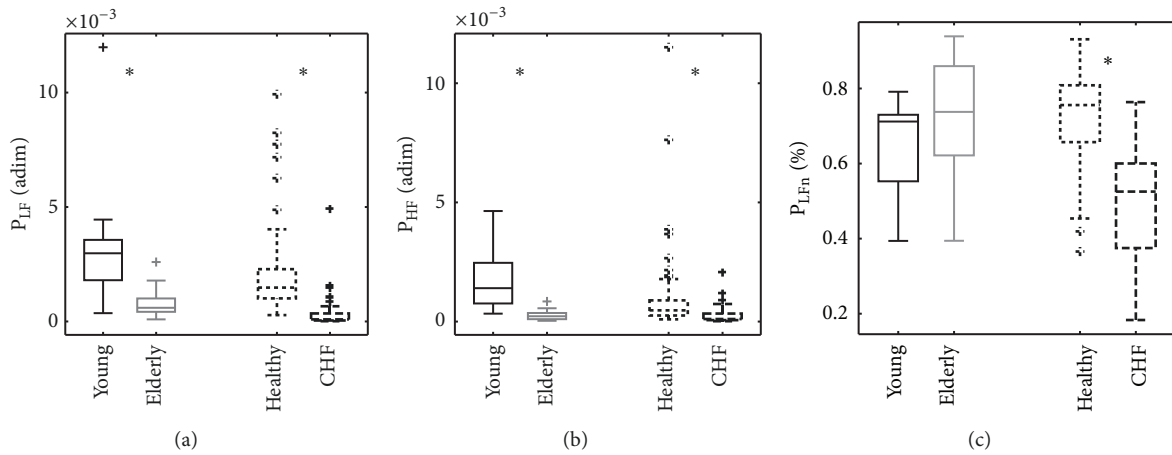 ×10⁻³
10
5
0
P_LF (adim)
*
*
Young
Elderly
Healthy
CHF
(a)
×10⁻³
10
5
0
P_HF (adim)
*
*
Young
Elderly
Healthy
CHF
(b)
0.8
0.6
0.4
0.2
P_LFn (%)
*
Young
Elderly
Healthy
CHF
(c)